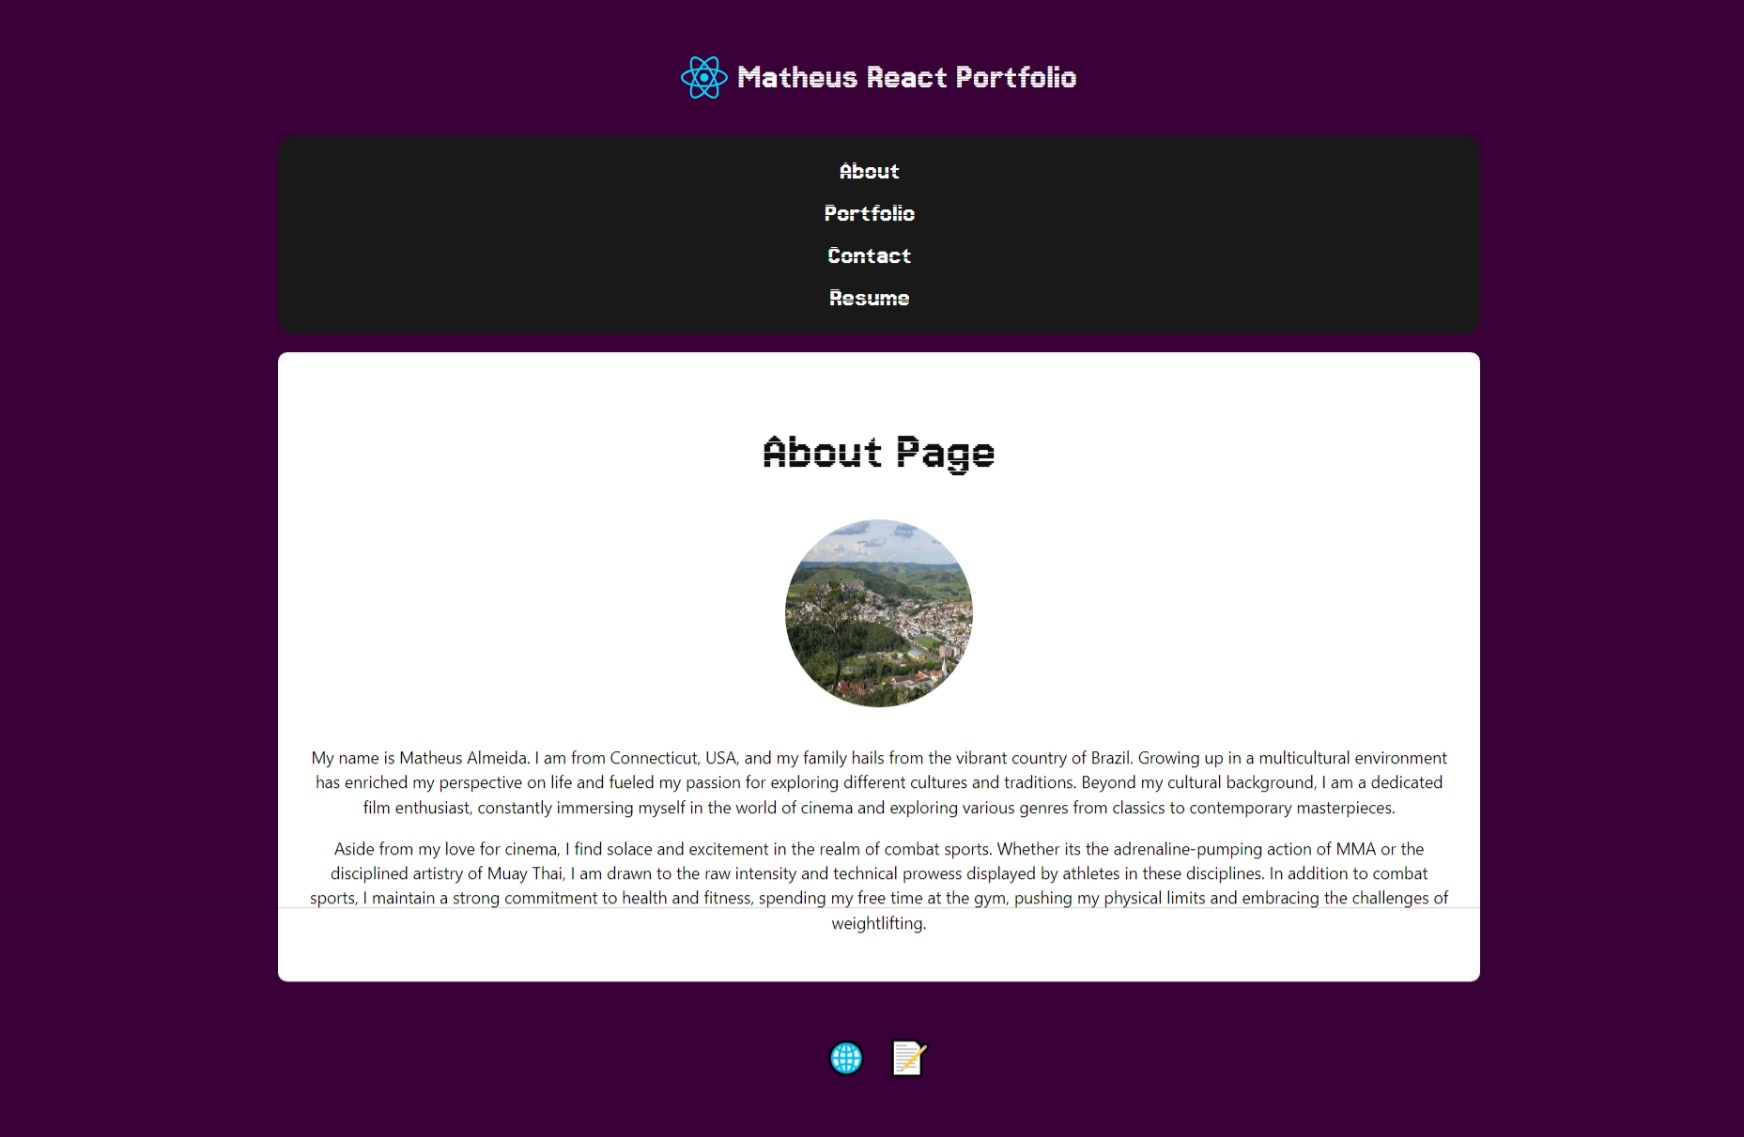 Matheus React Portfolio
About
Portfolio
Contact
Resume
About Page
My name is Matheus Almeida. I am from Connecticut, USA, and my family hails from the vibrant country of Brazil. Growing up in a multicultural environment
has enriched my perspective on life and fueled my passion for exploring different cultures and traditions. Beyond my cultural background, I am a dedicated
film enthusiast, constantly immersing myself in the world of cinema and exploring various genres from classics to contemporary masterpieces.
Aside from my love for cinema, I find solace and excitement in the realm of combat sports. Whether its the adrenaline-pumping action of MMA or the
disciplined artistry of Muay Thai, I am drawn to the raw intensity and technical prowess displayed by athletes in these disciplines. In addition to combat
sports, I maintain a strong commitment to health and fitness, spending my free time at the gym, pushing my physical limits and embracing the challenges of
weightlifting.